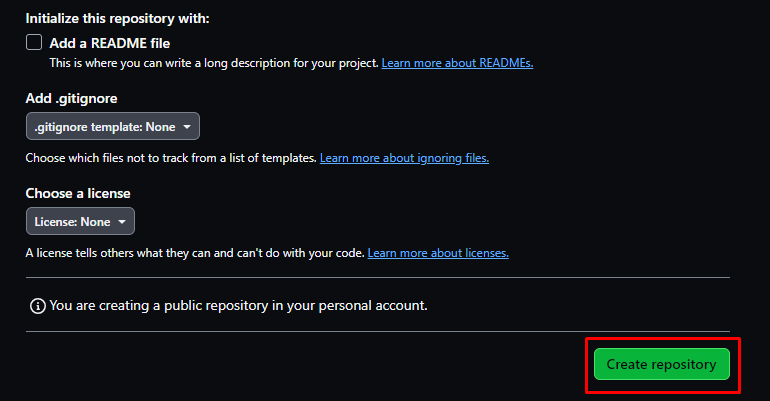 Initialize this repository with:
Add a README file
This is where you can write a long description for your project. Learn more about READMEs.
Add .gitignore
.gitignore template: None
Choose which files not to track from a list of templates. Learn more about ignoring files.
Choose a license
License: None
A license tells others what they can and can't do with your code. Learn more about licenses.
You are creating a public repository in your personal account.
Create repository